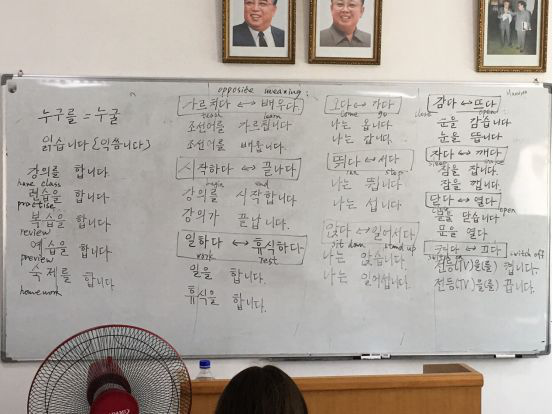 누구를 = 누굴
읽습니다 [익씁니다]
강의를 합니다
have class
련습을 합니다
practise
복습을 합니다
review
예습을 합니다
preview
숙제를 합니다
homework
opposite meaning:
가르치다 ↔ 배우다
teach learn
조선어를 가르칩니다
조선어를 배웁니다.
시작하다 ↔ 끝나다
begin end
강의를 시작합니다
강의가 끝납니다.
일하다 ↔ 휴식하다
work rest
일을 합니다.
휴식을 합니다.
오다 ↔ 가다
come go
나는 옵니다
나는 갑니다.
뛰다 ↔ 서다
run stop
나는 뜁니다
나는 섭니다
앉다 ↔ 일어서다
sit down stand up
나는 앉습니다.
나는 일어섭니다.
감다 ↔ 뜨다
close open
눈을 감습니다
눈을 뜹니다
자다 ↔ 깨다
sleep
잠을 잡니다.
잠을 깹니다.
닫다 ↔ 열다
open
문을 닫습니다
문을 열다
켜다 ↔ 끄다
switch off
전등(TV)을(를) 켭니다.
전등(TV)을(를) 끕니다.